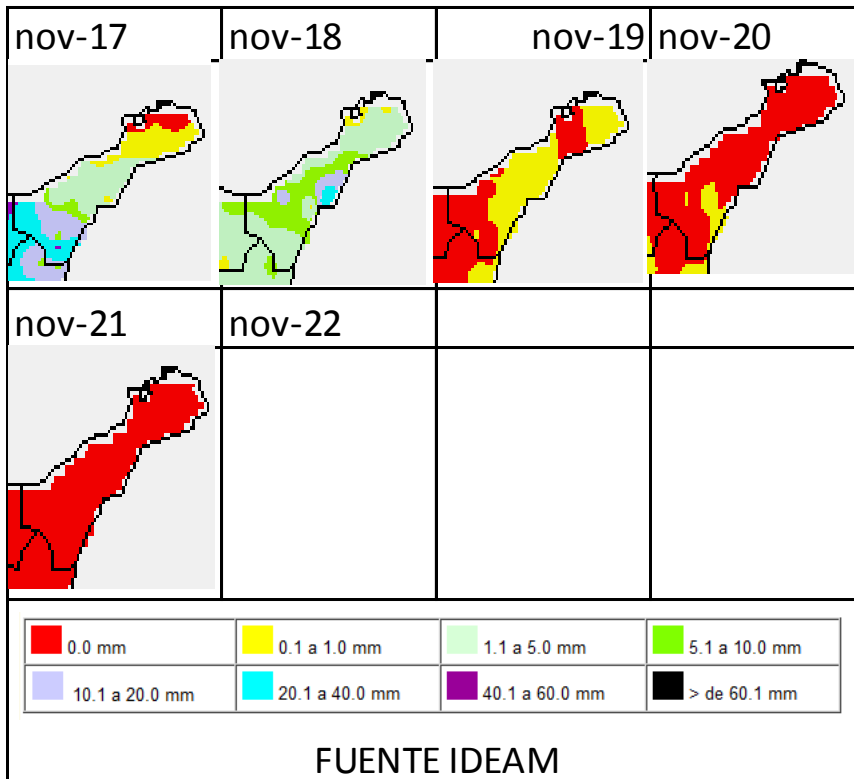 nov-17 nov-18 nov-19 nov-20
nov-21 nov-22
0.0 mm 0.1 a 1.0 mm 1.1 a 5.0 mm 5.1 a 10.0 mm
10.1 a 20.0 mm 20.1 a 40.0 mm 40.1 a 60.0 mm > de 60.1 mm
FUENTE IDEAM